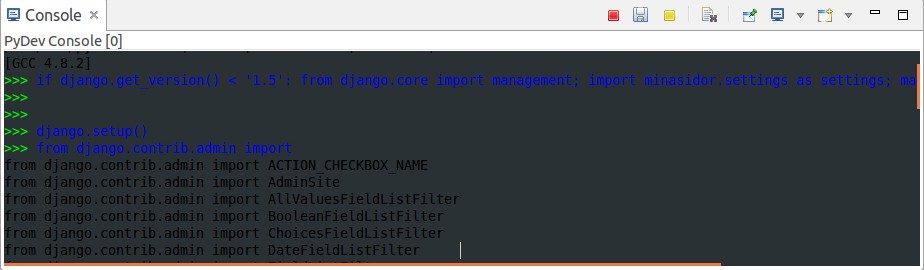 Console
PyDev Console [0]
[GCC 4.8.2]
>>> if django.get_version() < '1.5': from django.core import management; import minasidor.settings as settings; ma
>>>
>>>
>>> django.setup()
>>> from django.contrib.admin import
from django.contrib.admin import ACTION_CHECKBOX_NAME
from django.contrib.admin import AdminSite
from django.contrib.admin import AllValuesFieldListFilter
from django.contrib.admin import BooleanFieldListFilter
from django.contrib.admin import ChoicesFieldListFilter
from django.contrib.admin import DateFieldListFilter